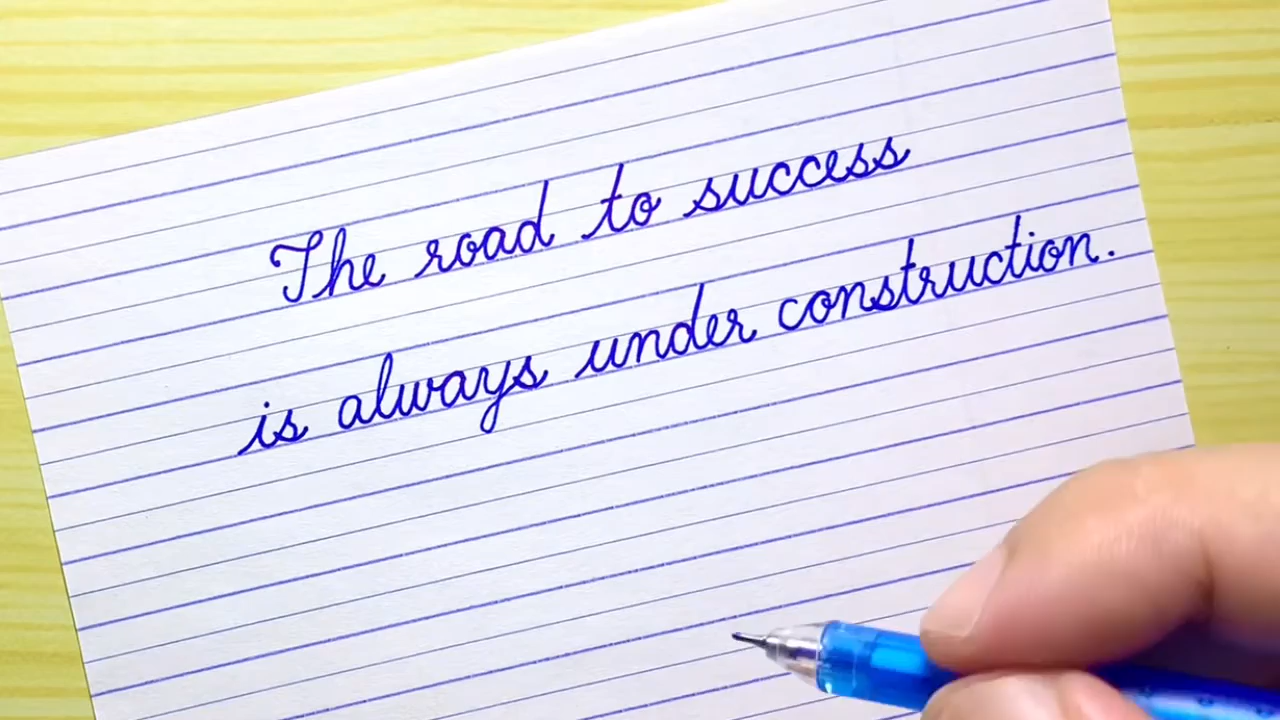 The road to success
is always under construction.